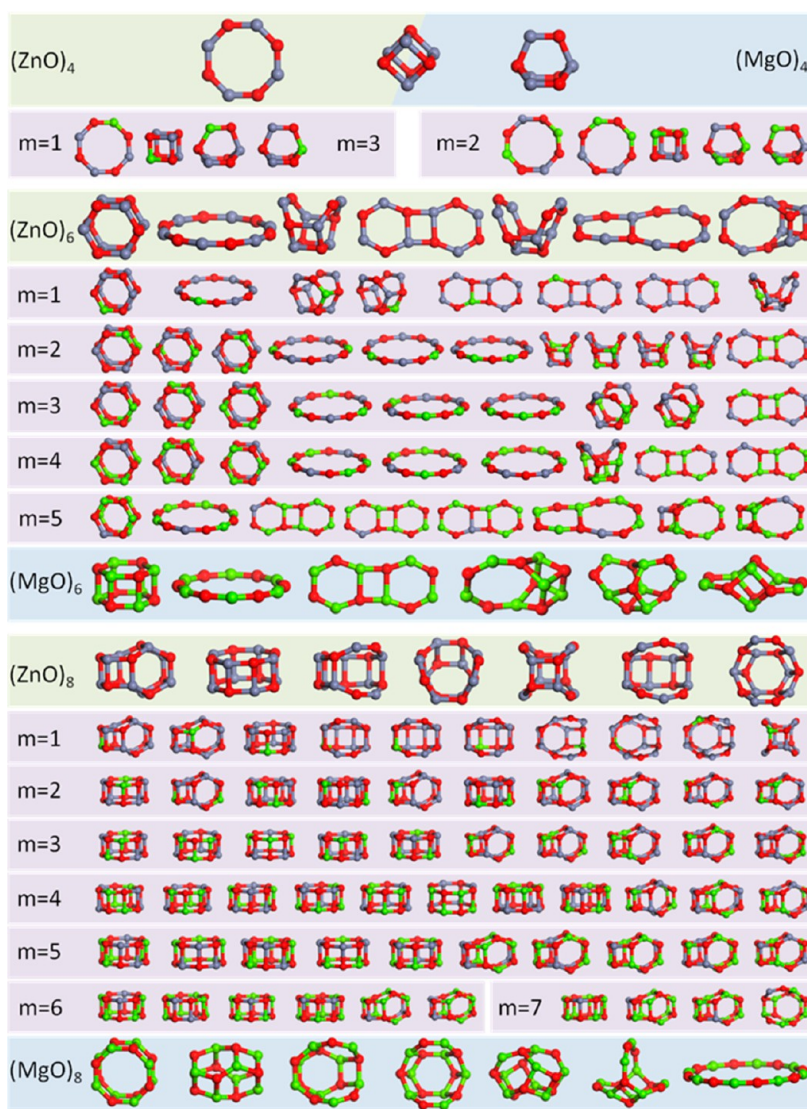 (ZnO)₄ (MgO)₄
m=1 m=3 m=2
(ZnO)₆
m=1
m=2
m=3
m=4
m=5
(MgO)₆
(ZnO)₈
m=1
m=2
m=3
m=4
m=5
m=6 m=7
(MgO)₈